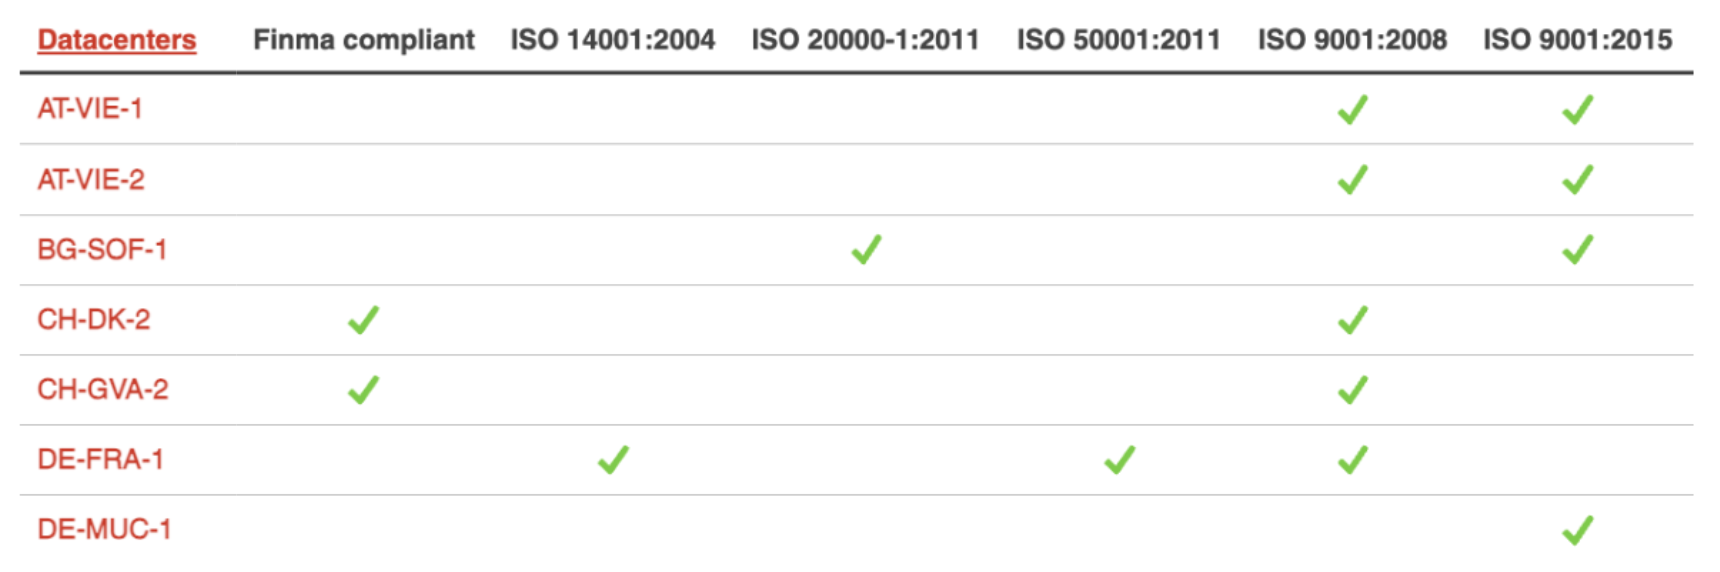 Datacenters Finma compliant ISO 14001:2004 ISO 20000-1:2011 ISO 50001:2011 ISO 9001:2008 ISO 9001:2015
AT-VIE-1
AT-VIE-2
BG-SOF-1
CH-DK-2
CH-GVA-2
DE-FRA-1
DE-MUC-1